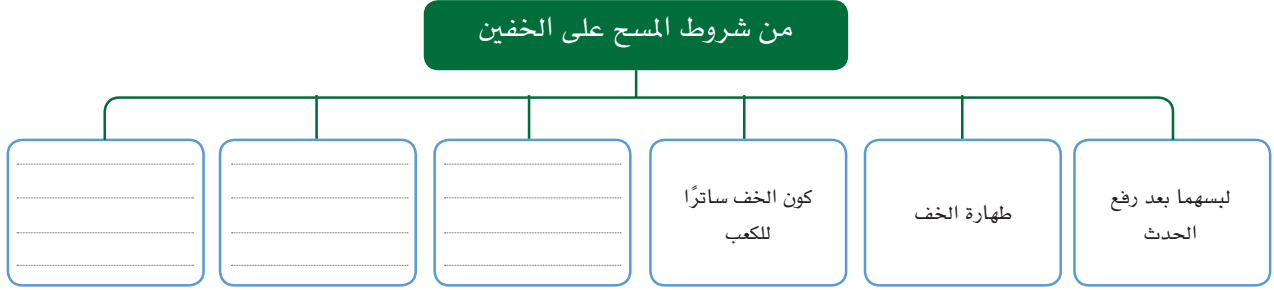 من شروط المسح على الخفين
لبسهما بعد رفع
الحدث
طهارة الخف
كون الخف ساترًا
للكعب